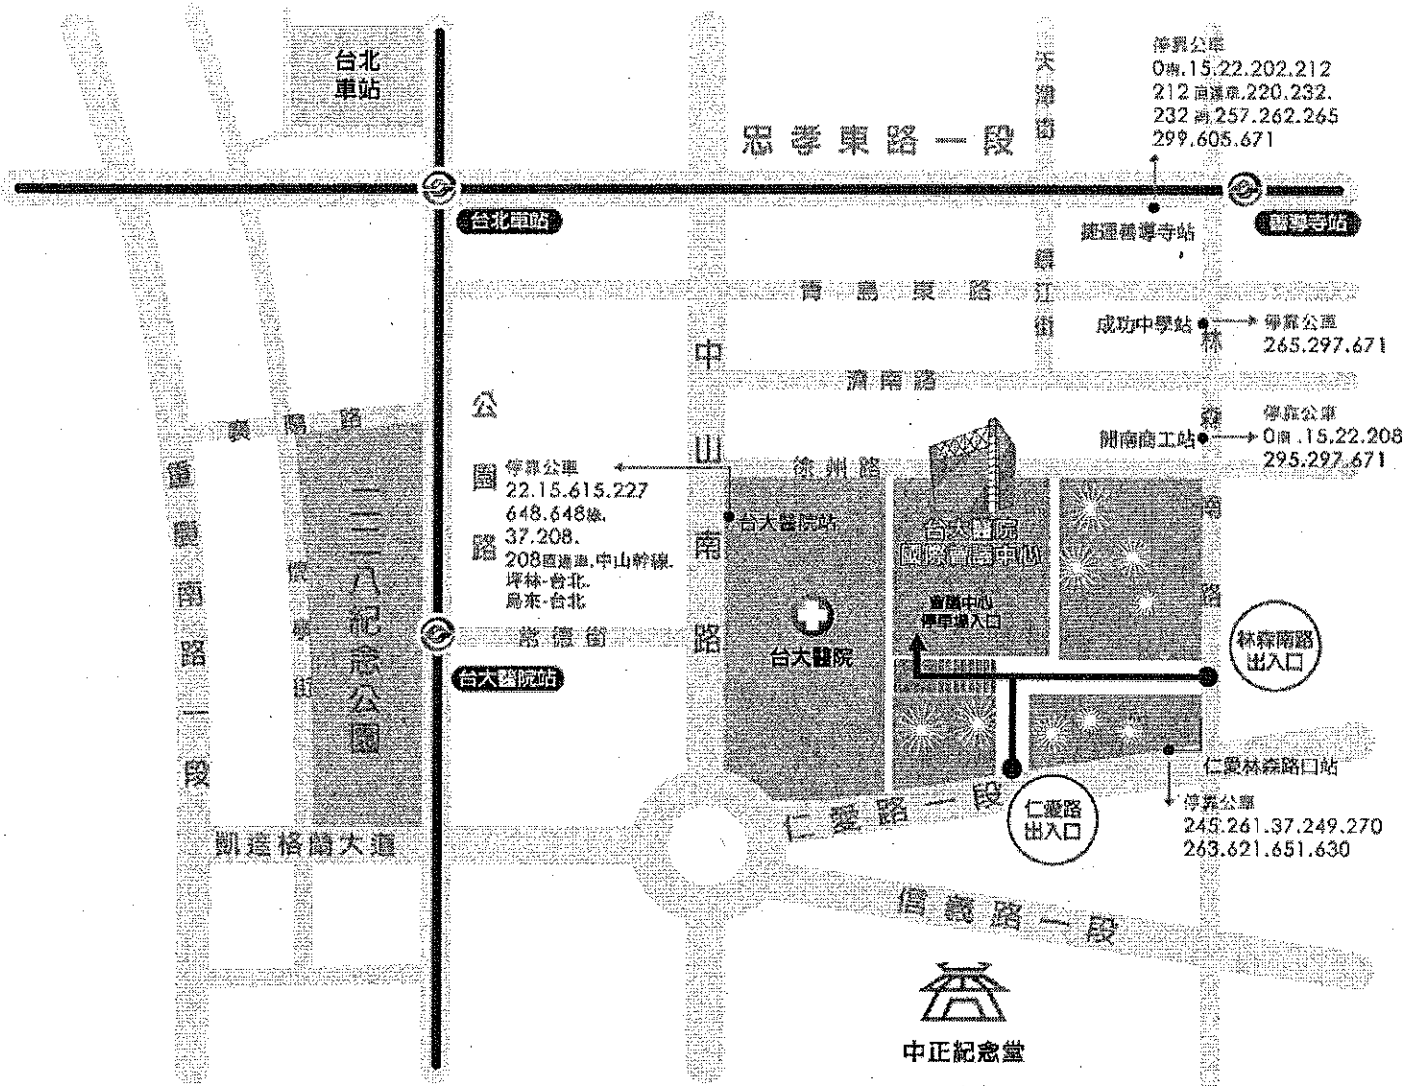 台北
車站
天津街
停靠公車
0南.15.22.202.212
212直達車.220.232.
232副.257.262.265
299.605.671
忠孝東路一段
台北車站
善導寺站
捷運善導寺站
青島東路
鎮江街
成功中學站
停靠公車
265.297.671
濟南路
中山南路
公園路
林森南路
襄陽路
開南商工站
停靠公車
0南.15.22.208
295.297.671
徐州路
停靠公車
22.15.615.227
648.648綠.
37.208.
208直達車.中山幹線.
坪林-台北.
烏來-台北
台大醫院站
台大醫院
國際會議中心
會議中心
停車場入口
重慶南路一段
懷寧街
二二八紀念公園
常德街
台大醫院
台大醫院站
林森南路
出入口
仁愛林森路口站
停靠公車
245.261.37.249.270
263.621.651.630
仁愛路一段
仁愛路
出入口
凱達格蘭大道
信義路一段
中正紀念堂